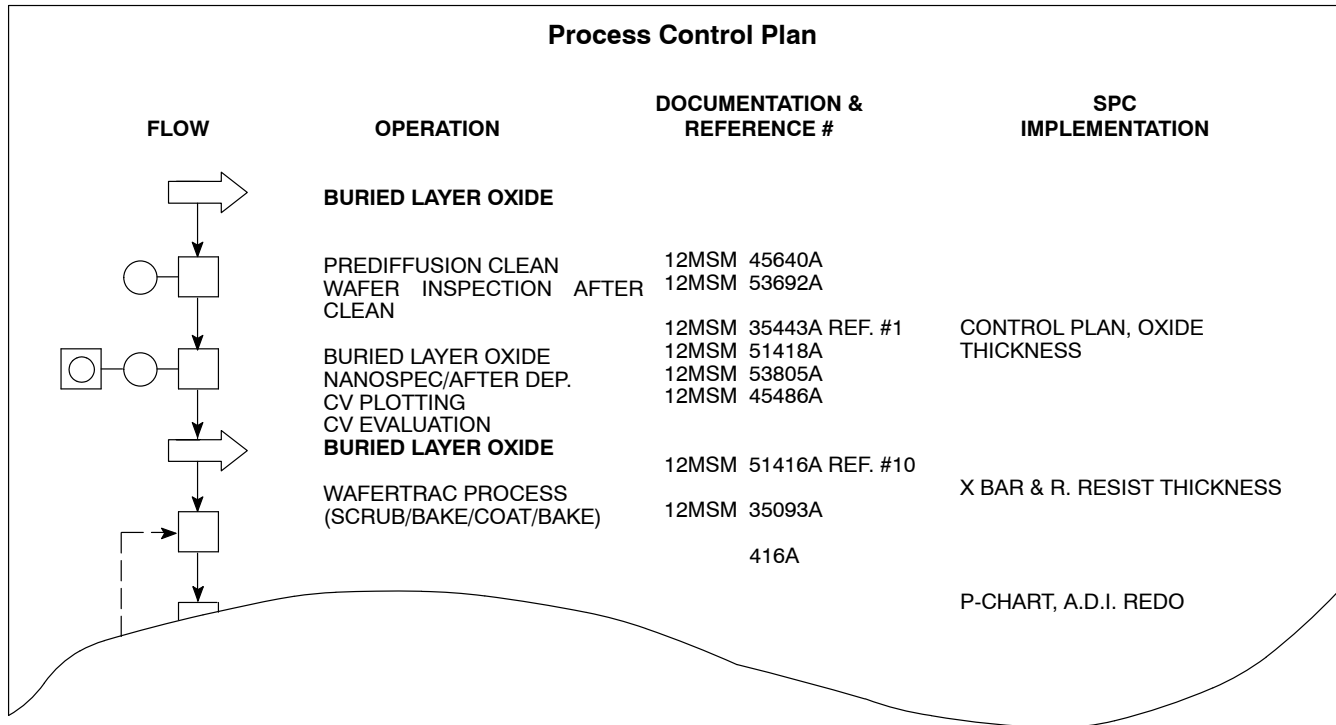 Process Control Plan
FLOW
OPERATION
DOCUMENTATION &
REFERENCE #
SPC
IMPLEMENTATION
BURIED LAYER OXIDE
PREDIFFUSION CLEAN
WAFER INSPECTION AFTER
CLEAN
BURIED LAYER OXIDE
NANOSPEC/AFTER DEP.
CV PLOTTING
CV EVALUATION
BURIED LAYER OXIDE
WAFERTRAC PROCESS
(SCRUB/BAKE/COAT/BAKE)
12MSM 45640A
12MSM 53692A
12MSM 35443A REF. #1
12MSM 51418A
12MSM 53805A
12MSM 45486A
12MSM 51416A REF. #10
12MSM 35093A
416A
CONTROL PLAN, OXIDE
THICKNESS
X BAR & R. RESIST THICKNESS
P-CHART, A.D.I. REDO